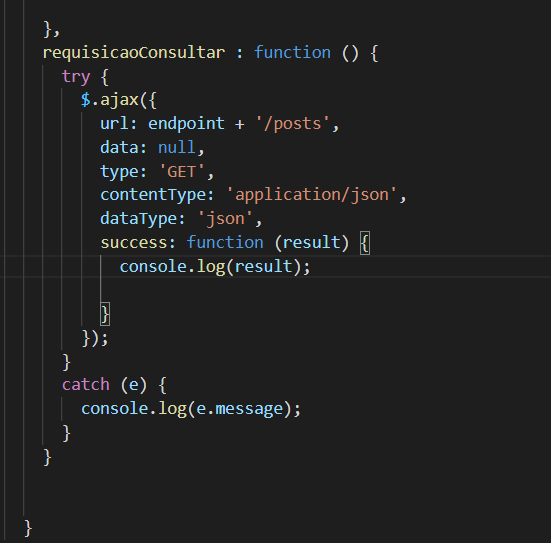 },
requisicaoConsultar : function () {
try {
$.ajax({
url: endpoint + '/posts',
data: null,
type: 'GET',
contentType: 'application/json',
dataType: 'json',
success: function (result) {
console.log(result);
}
});
}
catch (e) {
console.log(e.message);
}
}
}